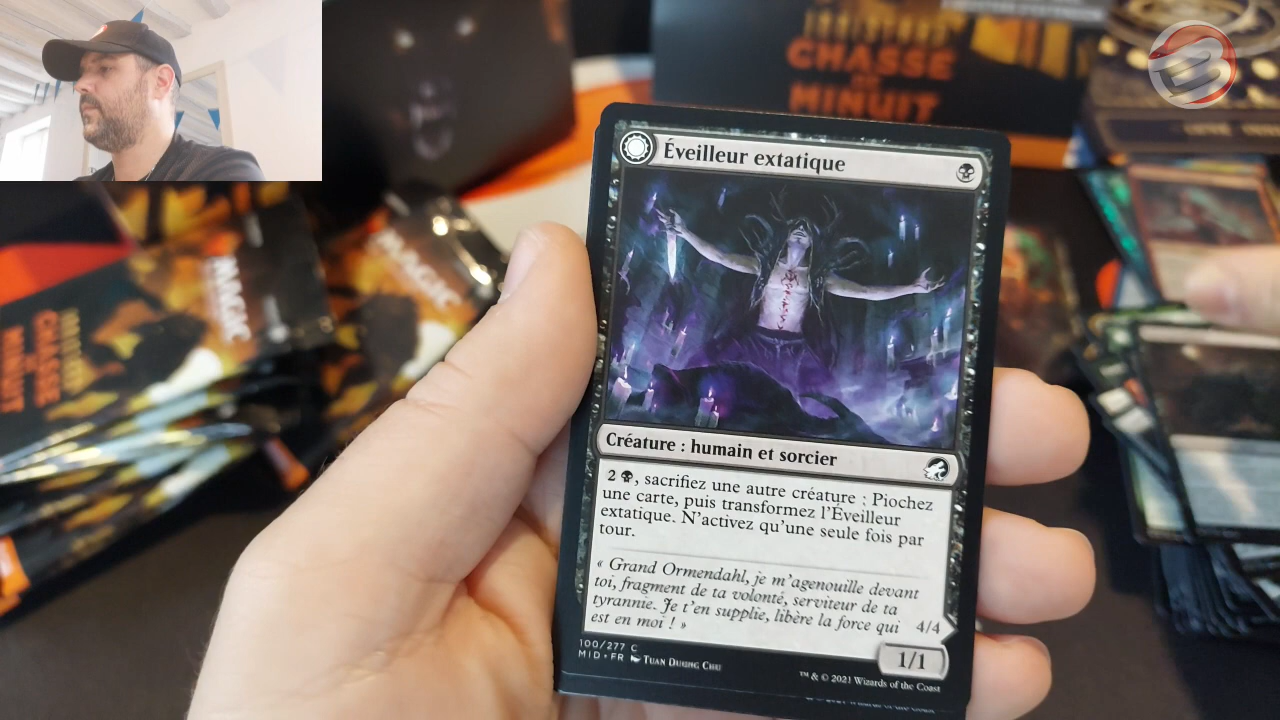 CHASSE
DE
MINUIT
Éveilleur extatique
Créature : humain et sorcier
2 , sacrifiez une autre créature : Piochez
une carte, puis transformez l'Éveilleur
extatique. N'activez qu'une seule fois par
tour.
« Grand Ormendahl, je m'agenouille devant
toi, fragment de ta volonté, serviteur de ta
tyrannie. Je t'en supplie, libère la force qui
est en moi ! »
4/4
1/1
100/277 C
MID • FR
™ & © 2021 Wizards of the Coast
MAGIC
MAGIC
CHASSE
DE
MINUIT